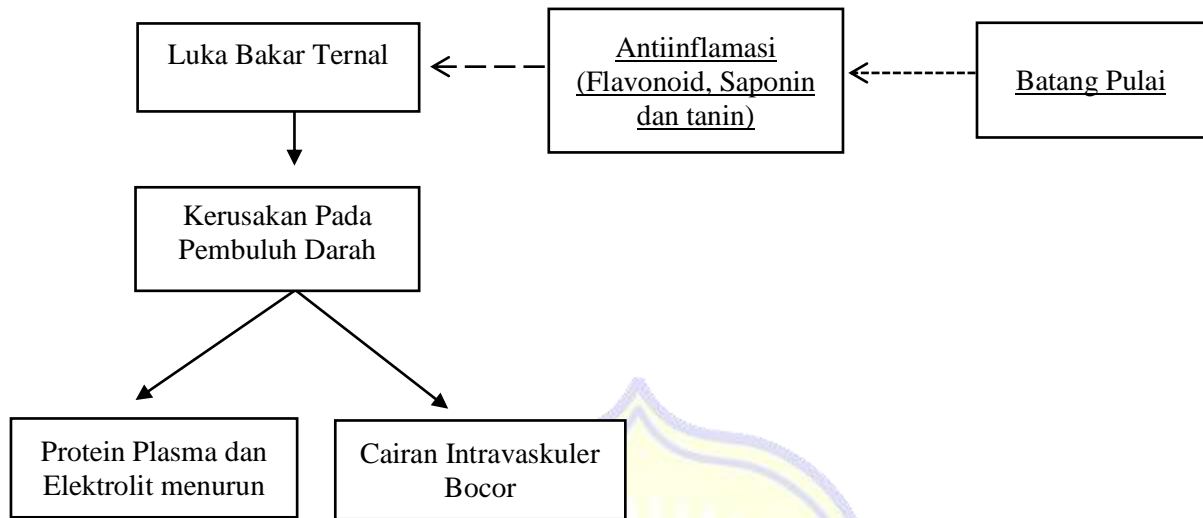 Luka Bakar Ternal
Antiinflamasi
(Flavonoid, Saponin
dan tanin)
Batang Pulai
Kerusakan Pada
Pembuluh Darah
Protein Plasma dan
Elektrolit menurun
Cairan Intravaskuler
Bocor